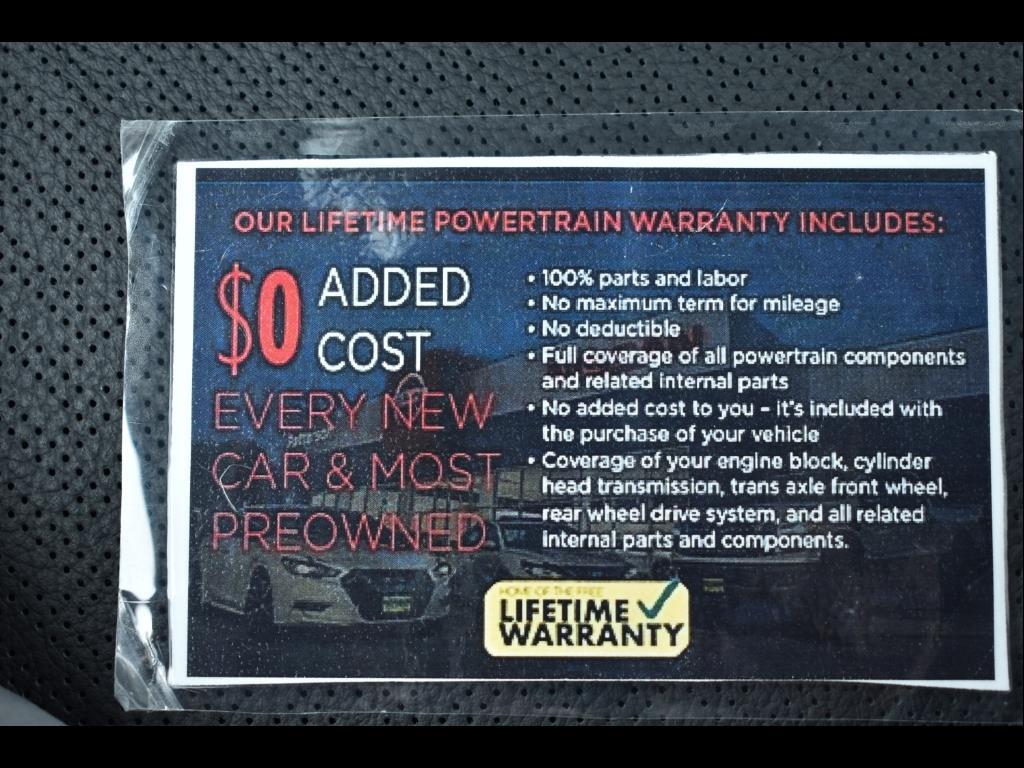 OUR LIFETIME POWERTRAIN WARRANTY INCLUDES:
$0 ADDED
COST
EVERY NEW
CAR & MOST
PREOWNED
• 100% parts and labor
• No maximum term for mileage
• No deductible
• Full coverage of all powertrain components
and related internal parts
• No added cost to you – it's included with
the purchase of your vehicle
• Coverage of your engine block, cylinder
head transmission, trans axle front wheel,
rear wheel drive system, and all related
internal parts and components.
HOME OF THE FREE
LIFETIME
WARRANTY